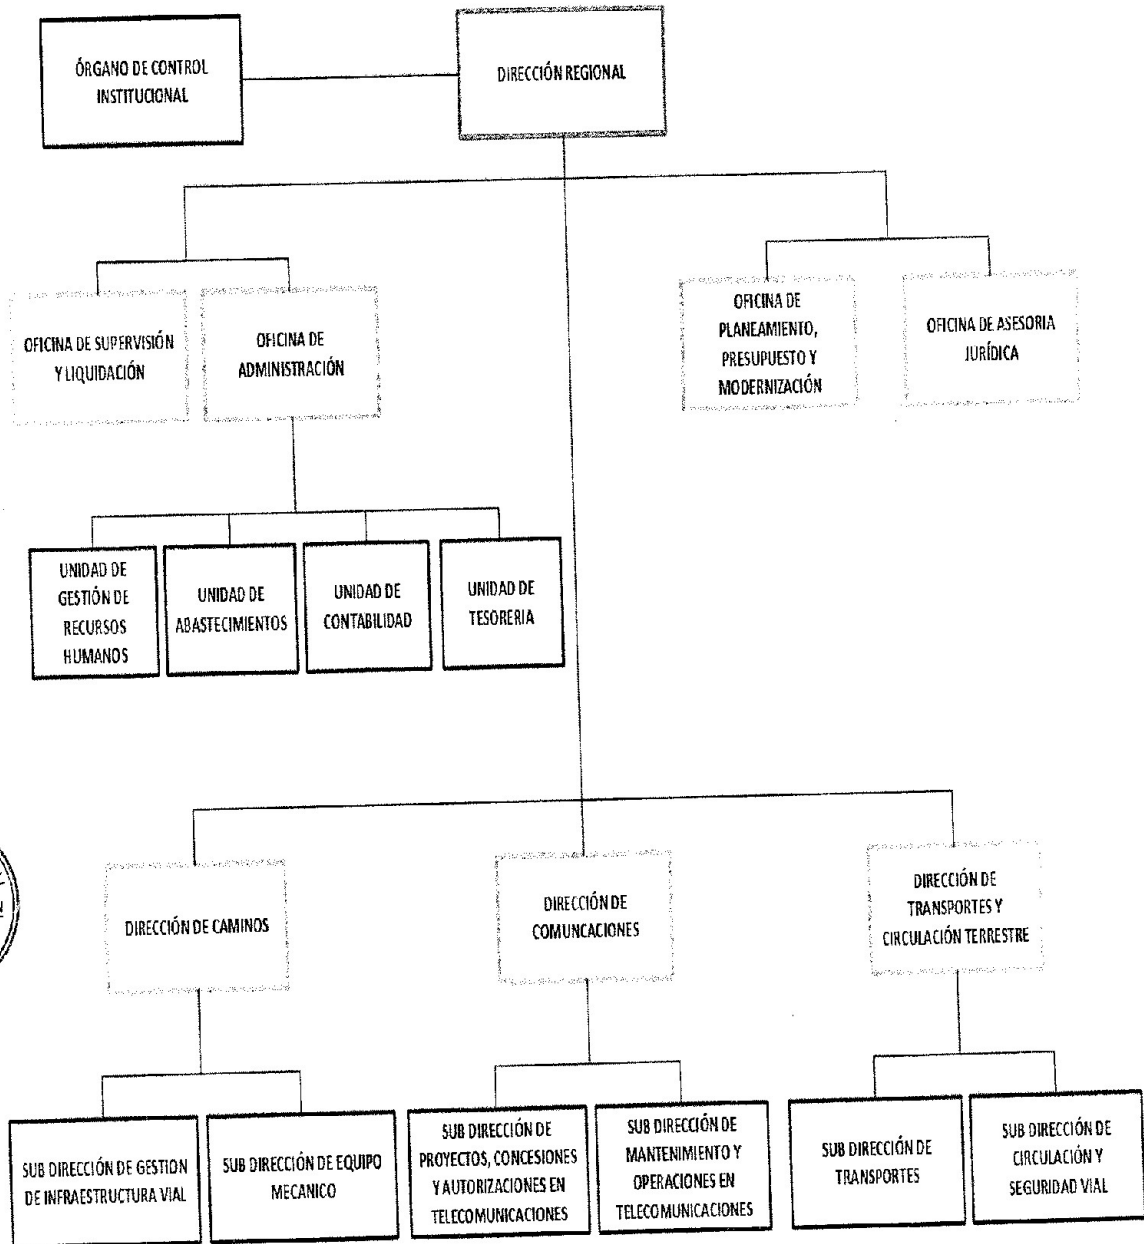 ÓRGANO DE CONTROL
INSTITUCIONAL
DIRECCIÓN REGIONAL
OFICINA DE SUPERVISIÓN
Y LIQUIDACIÓN
OFICINA DE
ADMINISTRACIÓN
OFICINA DE
PLANEAMIENTO,
PRESUPUESTO Y
MODERNIZACIÓN
OFICINA DE ASESORIA
JURÍDICA
UNIDAD DE
GESTIÓN DE
RECURSOS
HUMANOS
UNIDAD DE
ABASTECIMIENTOS
UNIDAD DE
CONTABILIDAD
UNIDAD DE
TESORERIA
DIRECCIÓN DE CAMINOS
DIRECCIÓN DE
COMUNCACIONES
DIRECCIÓN DE
TRANSPORTES Y
CIRCULACIÓN TERRESTRE
SUB DIRECCIÓN DE GESTION
DE INFRAESTRUCTURA VIAL
SUB DIRECCIÓN DE EQUIPO
MECANICO
SUB DIRECCIÓN DE
PROYECTOS, CONCESIONES
Y AUTORIZACIONES EN
TELECOMUNICACIONES
SUB DIRECCIÓN DE
MANTENIMIENTO Y
OPERACIONES EN
TELECOMUNICACIONES
SUB DIRECCIÓN DE
TRANSPORTES
SUB DIRECCIÓN DE
CIRCULACIÓN Y
SEGURIDAD VIAL